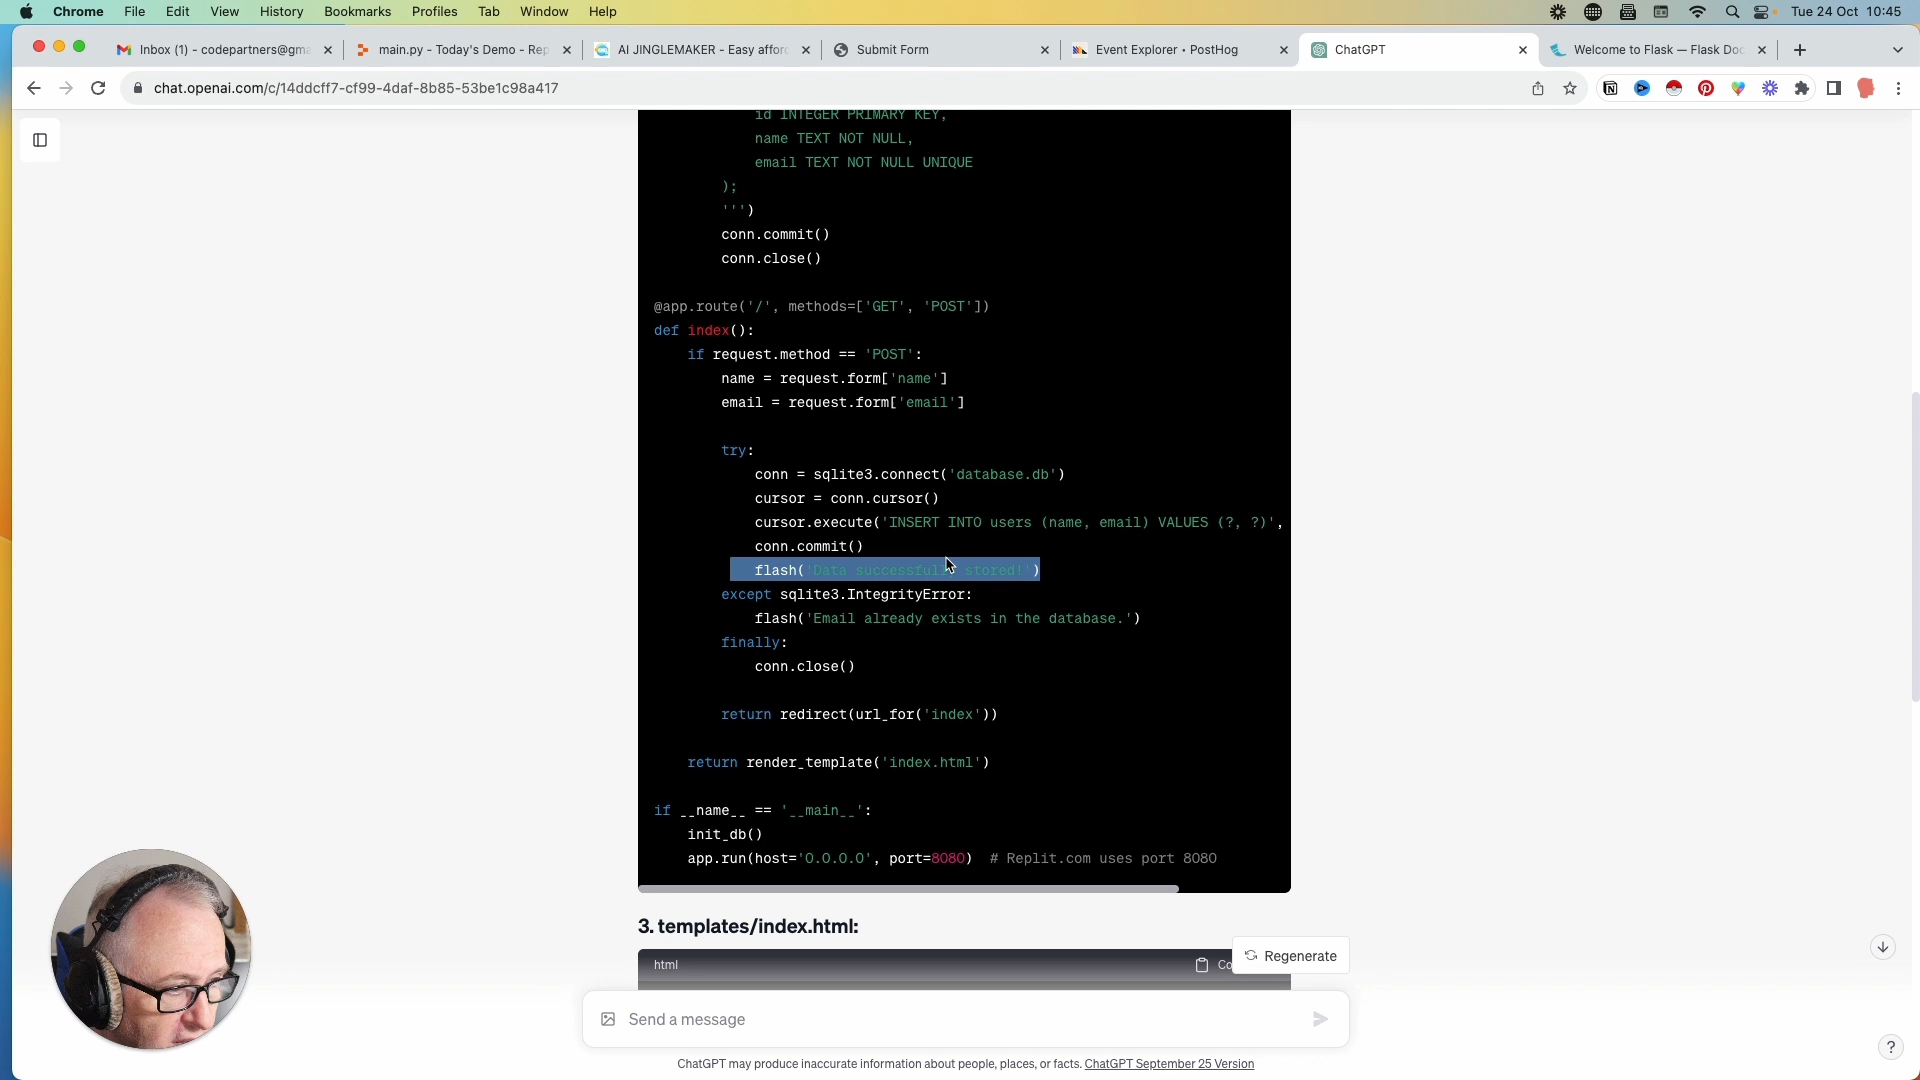 Chrome File Edit View History Bookmarks Profiles Tab Window Help
Tue 24 Oct 10:45
Inbox (1) - codepartners@gma
main.py - Today's Demo - Rep
AI JINGLEMAKER - Easy affor
Submit Form
Event Explorer • PostHog
ChatGPT
Welcome to Flask — Flask Doc
chat.openai.com/c/14ddcff7-cf99-4daf-8b85-53be1c98a417
id INTEGER PRIMARY KEY,
name TEXT NOT NULL,
email TEXT NOT NULL UNIQUE
);
''')
conn.commit()
conn.close()
@app.route('/', methods=['GET', 'POST'])
def index():
if request.method == 'POST':
name = request.form['name']
email = request.form['email']
try:
conn = sqlite3.connect('database.db')
cursor = conn.cursor()
cursor.execute('INSERT INTO users (name, email) VALUES (?, ?)',
conn.commit()
flash('Data successfully stored!')
except sqlite3.IntegrityError:
flash('Email already exists in the database.')
finally:
conn.close()
return redirect(url_for('index'))
return render_template('index.html')
if __name__ == '__main__':
init_db()
app.run(host='0.0.0.0', port=8080) # Replit.com uses port 8080
3. templates/index.html:
html
Co
Regenerate
Send a message
ChatGPT may produce inaccurate information about people, places, or facts. ChatGPT September 25 Version
?